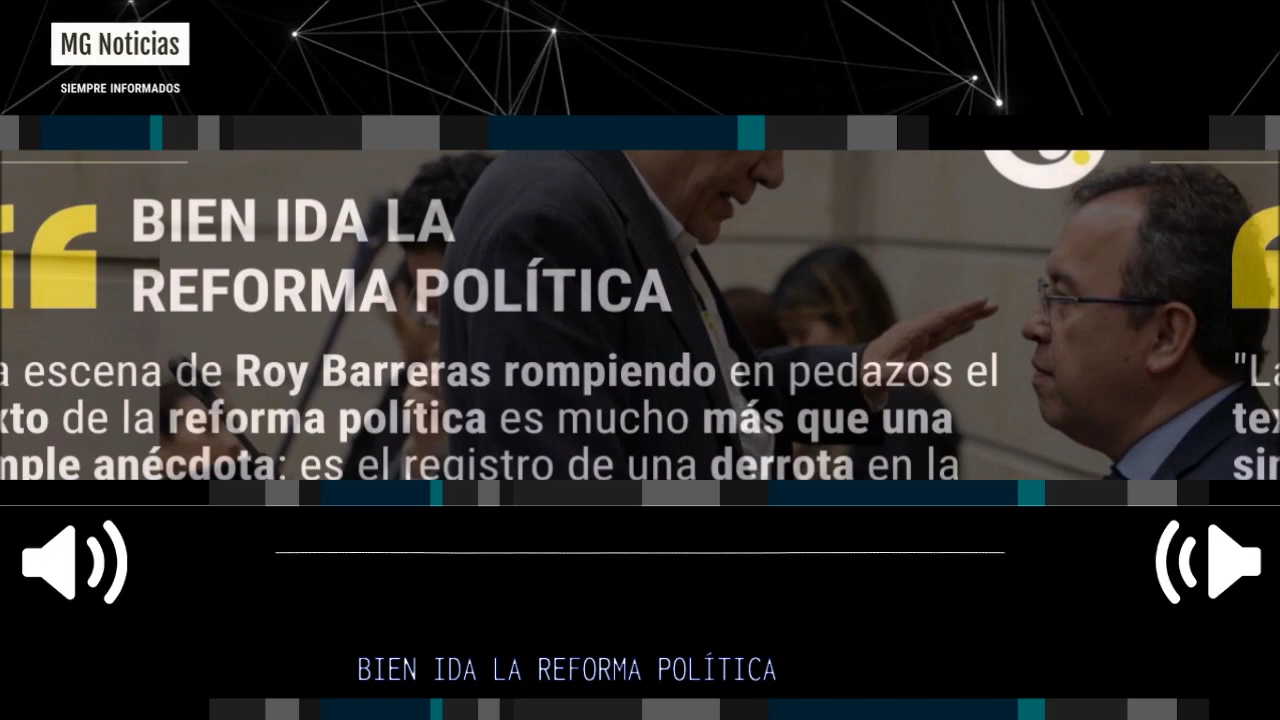 MG Noticias
SIEMPRE INFORMADOS
BIEN IDA LA
REFORMA POLÍTICA
escena de Roy Barreras rompiendo en pedazos el
de la reforma política es mucho más que una
anécdota: es el registro de una derrota en la
BIEN IDA LA REFORMA POLÍTICA